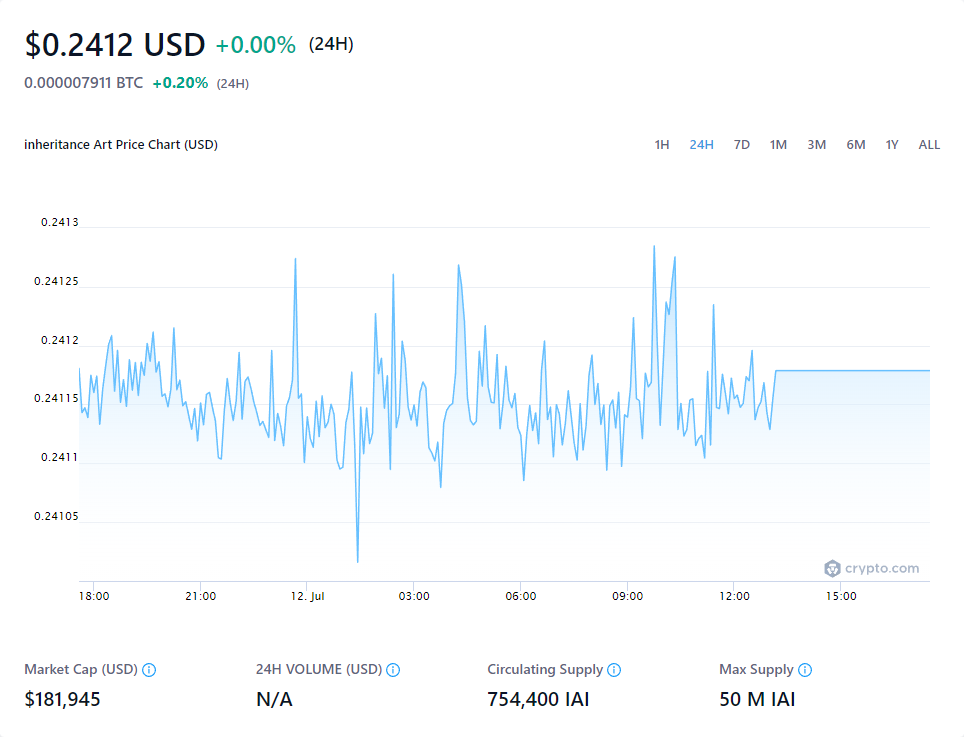 $0.2412 USD +0.00% (24H)
0.000007911 BTC +0.20% (24H)
inheritance Art Price Chart (USD) 1H 24H 7D 1M 3M 6M 1Y ALL
0.2413
0.24125
0.2412
0.24115
0.2411
0.24105
crypto.com
18:00 21:00 12. Jul 03:00 06:00 09:00 12:00 15:00
Market Cap (USD) 24H VOLUME (USD) Circulating Supply Max Supply
$181,945 N/A 754,400 IAI 50 M IAI